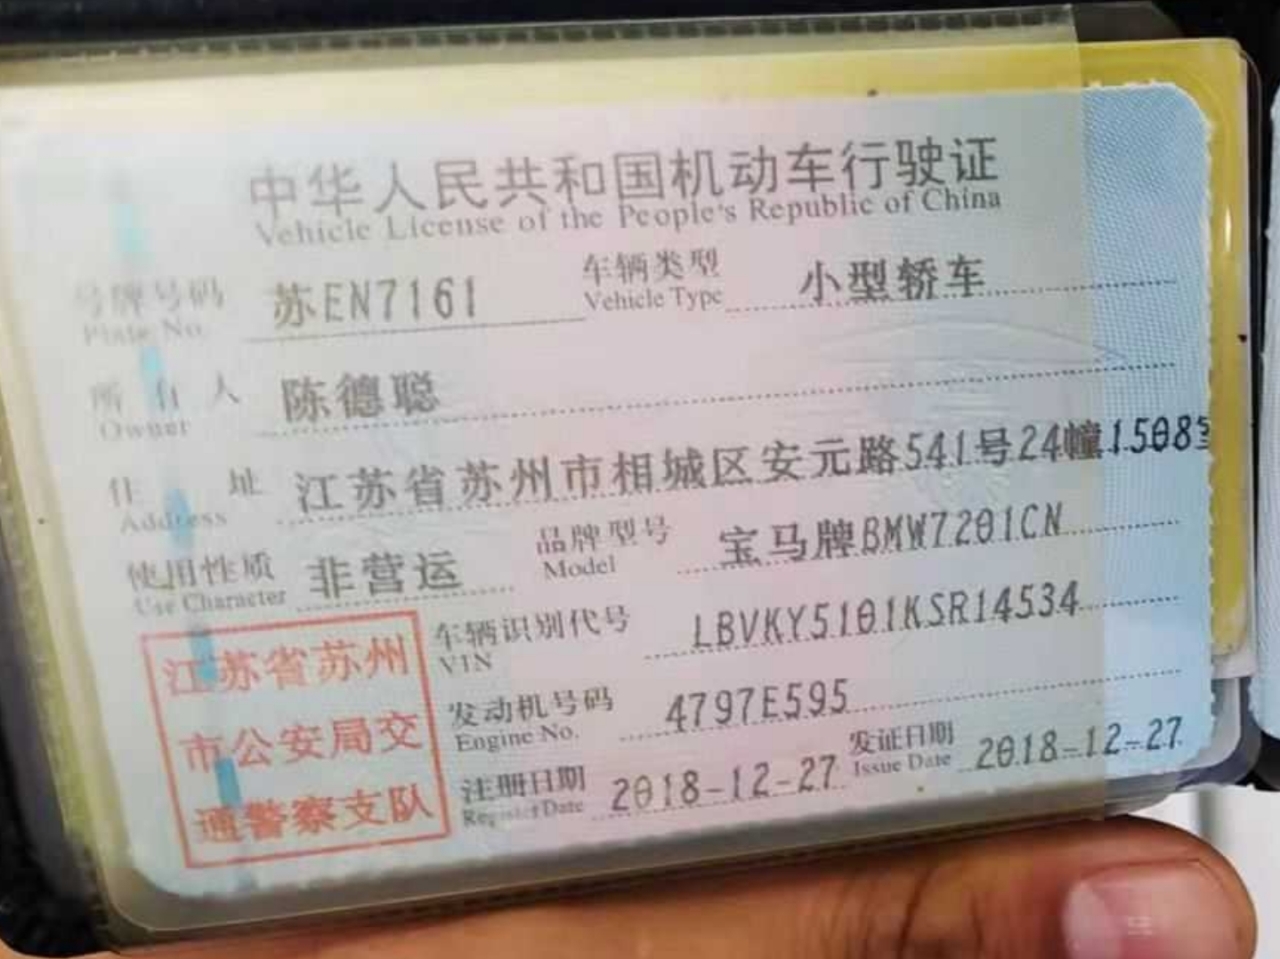 中华人民共和国机动车行驶证
Vehicle License of the People's Republic of China
号牌号码 苏EN7161 车辆类型 小型轿车
Plate No. Vehicle Type
所有人 陈德聪
Owner
住址 江苏省苏州市相城区安元路541号24幢1508室
Address
使用性质 非营运 品牌型号 宝马牌BMW7201CN
Use Character Model
江苏省苏州 车辆识别代号 LBVKY5101KSR14534
VIN
市公安局交 发动机号码 4797E595
Engine No.
通警察支队 注册日期 2018-12-27 发证日期 2018-12-27
Register Date Issue Date